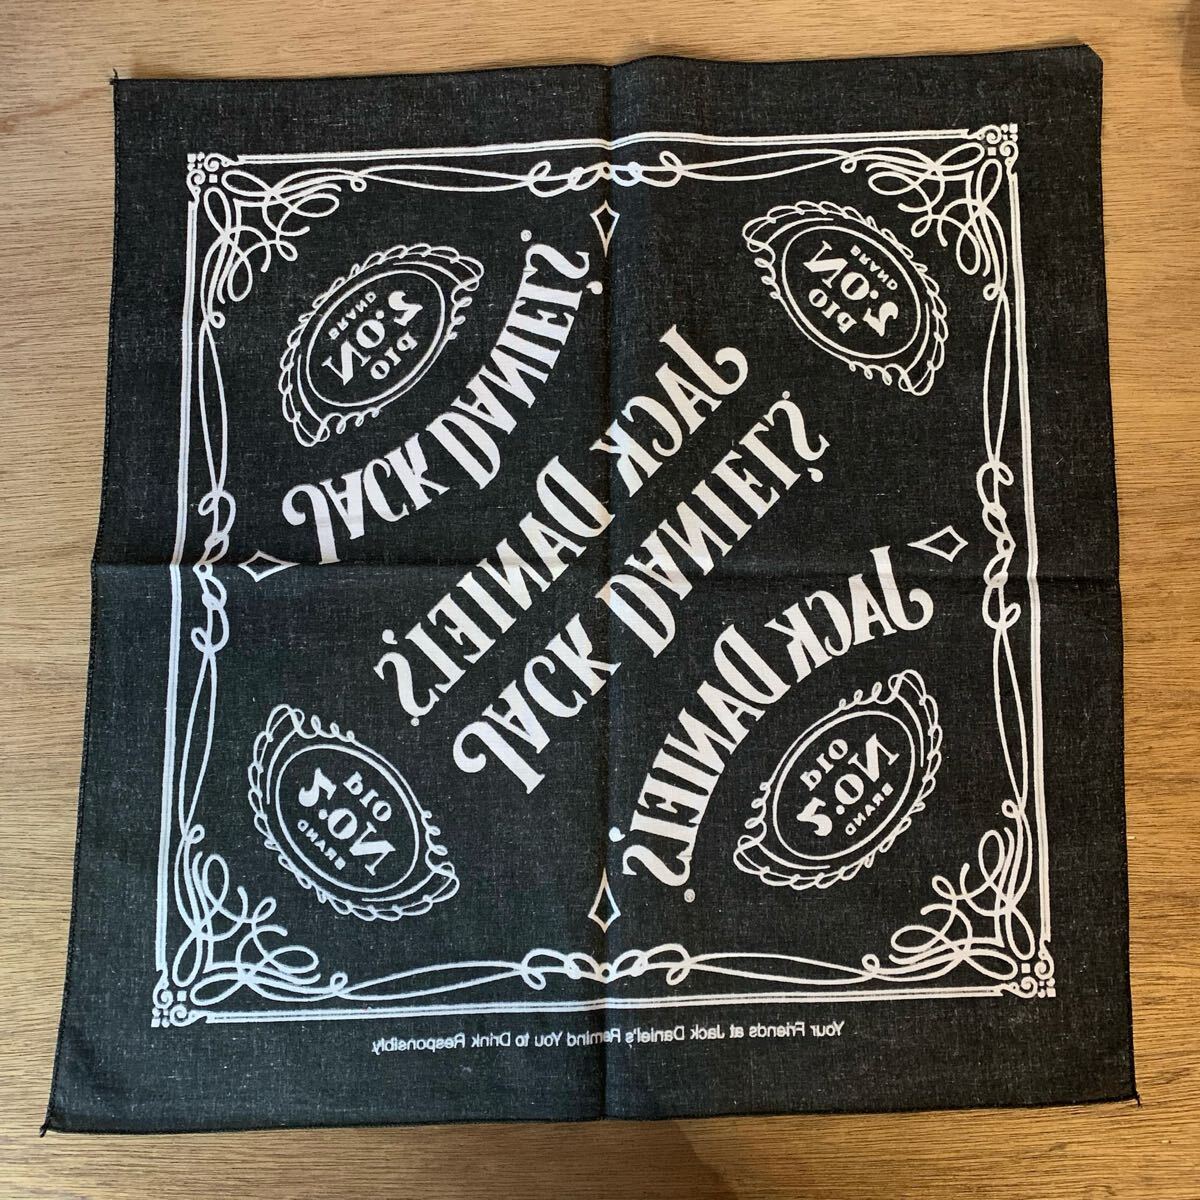 Old
No.7
BRAND
JACK DANIEL'S®
Old
No.7
BRAND
JACK DANIEL'S
JACK DANIEL'S
Old
No.7
BRAND
JACK DANIEL'S®
Old
No.7
BRAND
Your Friends at Jack Daniel's Remind You to Drink Responsibly.